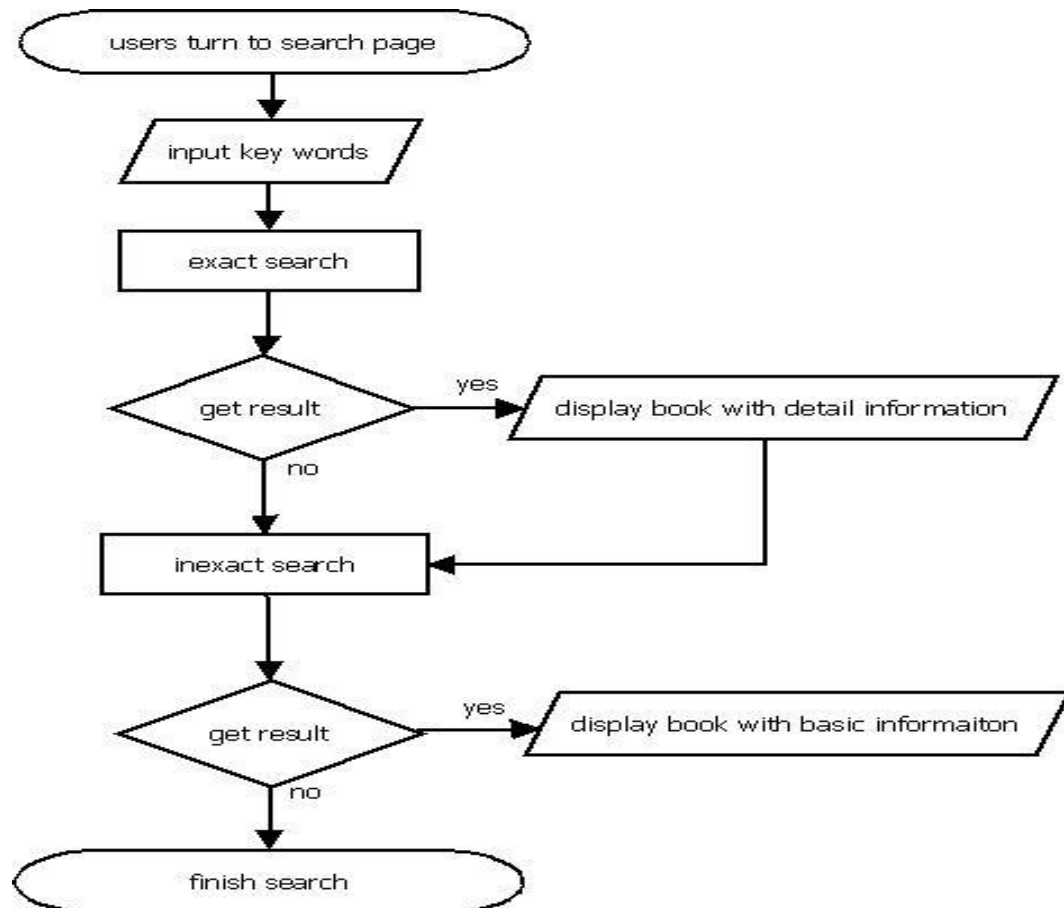 users turn to search page
input key words
exact search
get result
yes
display book with detail information
no
inexact search
get result
yes
display book with basic informaiton
no
finish search